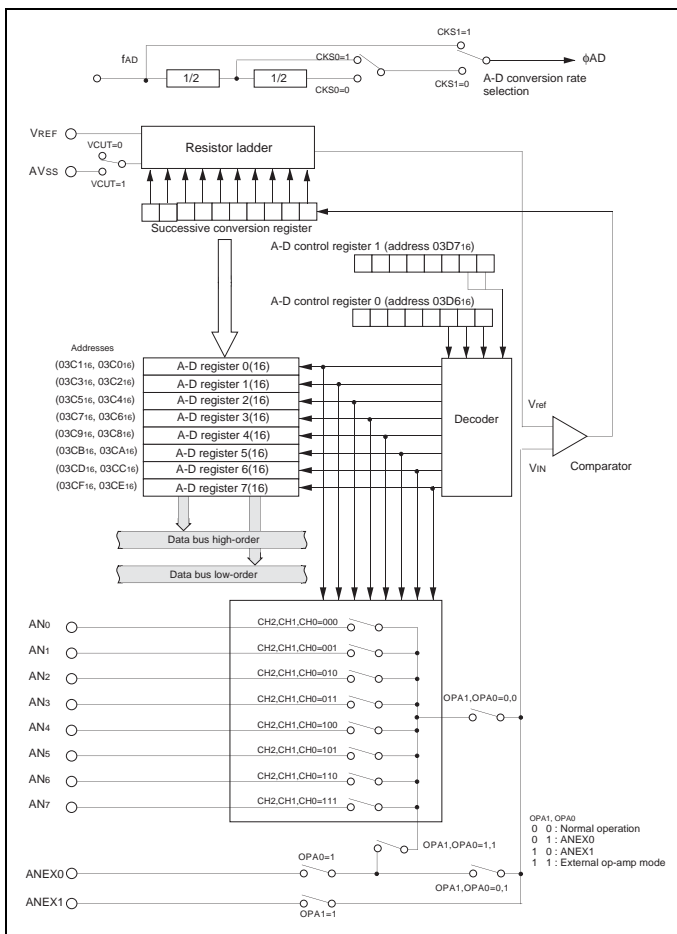 CKS1=1
fAD
CKS0=1
φAD
1/2
1/2
A-D conversion rate
selection
CKS0=0
CKS1=0
VREF
VCUT=0
Resistor ladder
AVSS
VCUT=1
Successive conversion register
A-D control register 1 (address 03D716)
A-D control register 0 (address 03D616)
Addresses
(03C116, 03C016)
A-D register 0(16)
(03C316, 03C216)
A-D register 1(16)
(03C516, 03C416)
A-D register 2(16)
(03C716, 03C616)
A-D register 3(16)
(03C916, 03C816)
A-D register 4(16)
(03CB16, 03CA16)
A-D register 5(16)
(03CD16, 03CC16)
A-D register 6(16)
(03CF16, 03CE16)
A-D register 7(16)
Decoder
Vref
VIN
Comparator
Data bus high-order
Data bus low-order
AN0
CH2,CH1,CH0=000
AN1
CH2,CH1,CH0=001
AN2
CH2,CH1,CH0=010
AN3
CH2,CH1,CH0=011
OPA1,OPA0=0,0
AN4
CH2,CH1,CH0=100
AN5
CH2,CH1,CH0=101
AN6
CH2,CH1,CH0=110
AN7
CH2,CH1,CH0=111
OPA1, OPA0
0 0 : Normal operation
0 1 : ANEX0
1 0 : ANEX1
1 1 : External op-amp mode
OPA1,OPA0=1,1
OPA0=1
ANEX0
OPA1,OPA0=0,1
ANEX1
OPA1=1